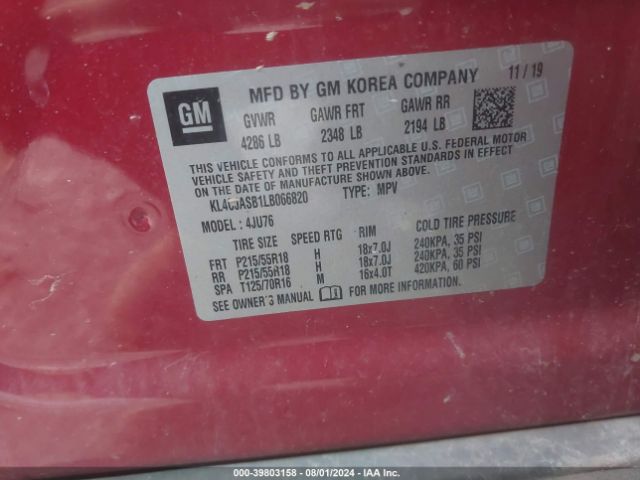 GM
MFD BY GM KOREA COMPANY 11 / 19
GVWR GAWR FRT GAWR RR
4286 LB 2348 LB 2194 LB
THIS VEHICLE CONFORMS TO ALL APPLICABLE U.S. FEDERAL MOTOR
VEHICLE SAFETY AND THEFT PREVENTION STANDARDS IN EFFECT
ON THE DATE OF MANUFACTURE SHOWN ABOVE.
KL4CJASB1LB066820 TYPE: MPV
MODEL: 4JU76
TIRE SIZE SPEED RTG RIM COLD TIRE PRESSURE
FRT P215/55R18 H 18x7.0J 240KPA, 35 PSI
RR P215/55R18 H 18x7.0J 240KPA, 35 PSI
SPA T125/70R16 M 16x4.0T 420KPA, 60 PSI
SEE OWNER'S MANUAL FOR MORE INFORMATION.
000-39803158 - 08/01/2024 - IAA Inc.